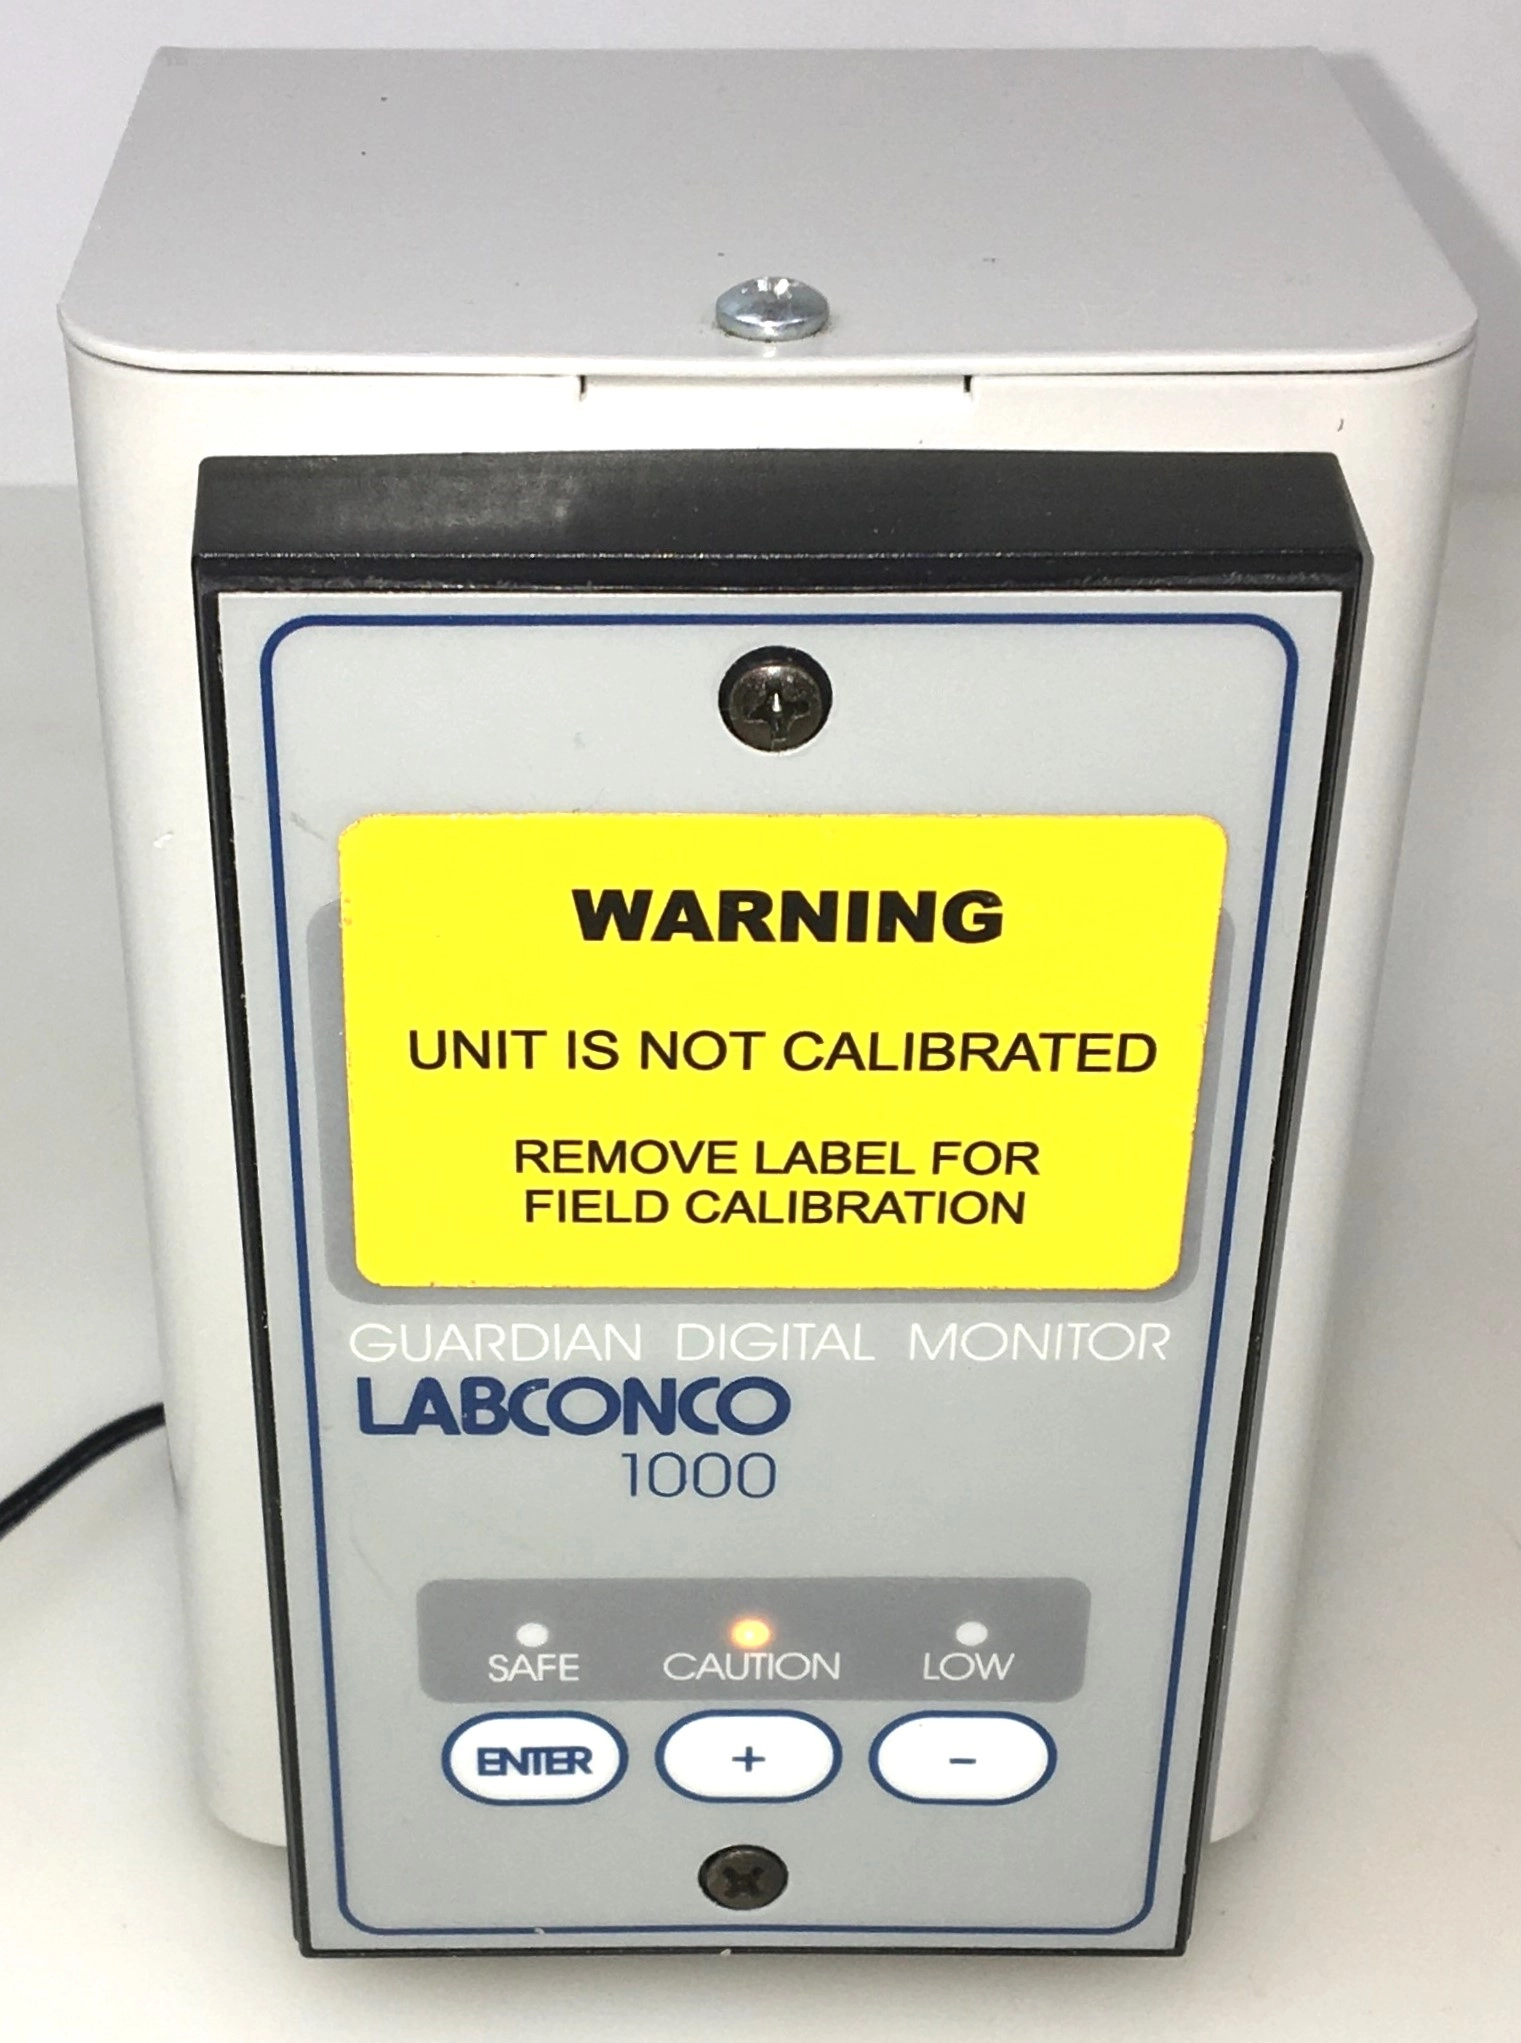 WARNING
UNIT IS NOT CALIBRATED
REMOVE LABEL FOR
FIELD CALIBRATION
GUARDIAN DIGITAL MONITOR
LABCONCO
1000
SAFE CAUTION LOW
ENTER + -